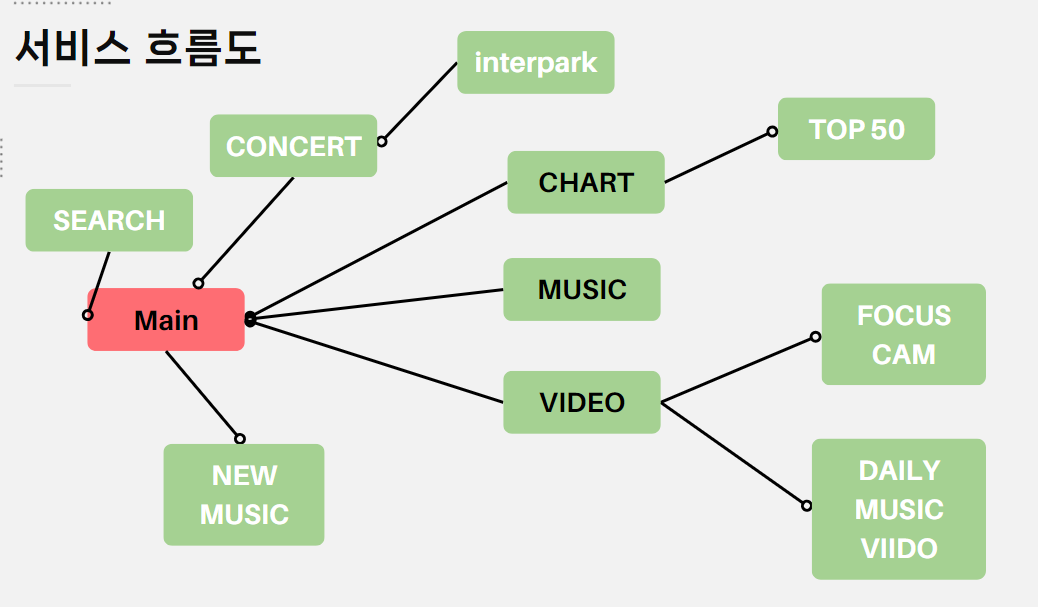 서비스 흐름도
interpark
CONCERT
TOP 50
CHART
SEARCH
Main
MUSIC
FOCUS
CAM
VIDEO
NEW
MUSIC
DAILY
MUSIC
VIIDO